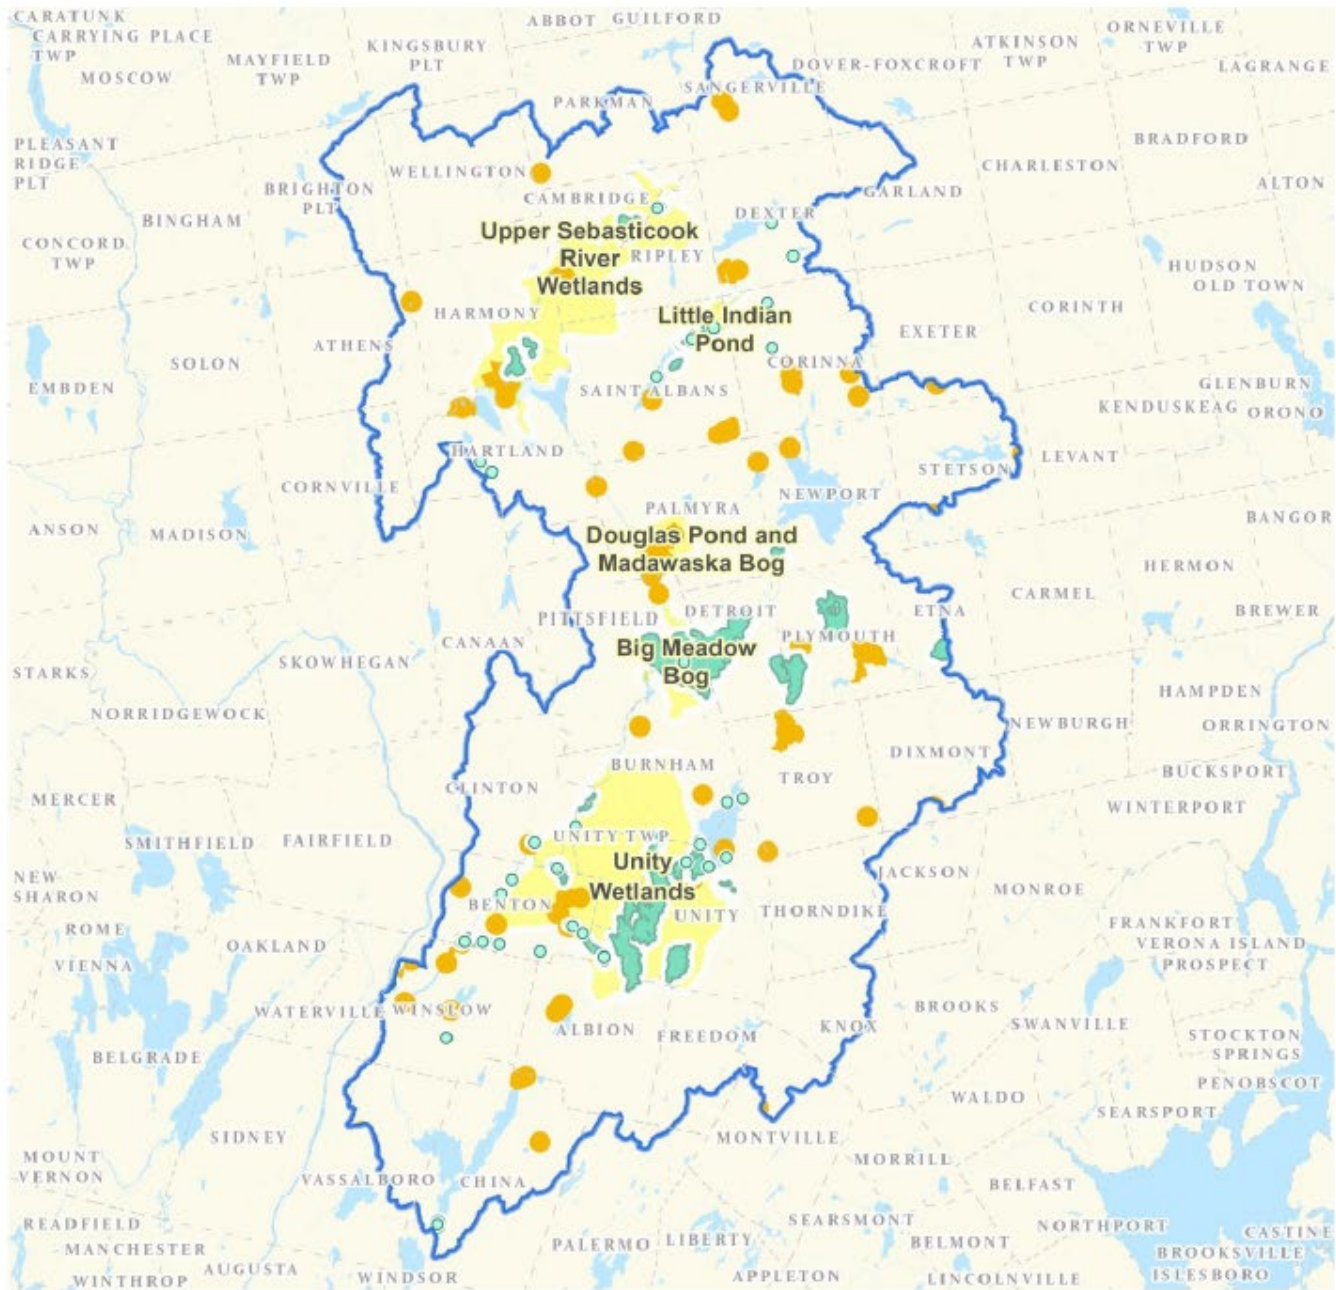 CARATUNK
ABBOT GUILFORD
ORNEVILLE
TWP
CARRYING PLACE
TWP
KINGSBURY
PLT
ATKINSON
TWP
MOSCOW
MAYFIELD
TWP
DOVER-FOXCROFT
LAGRANGE
SANGERVILLE
PARKMAN
PLEASANT
RIDGE
PLT
BRADFORD
CHARLESTON
WELLINGTON
BRIGHTON
PLT
CAMBRIDGE
GARLAND
ALTON
BINGHAM
DEXTER
CONCORD
TWP
Upper Sebasticook
River
Wetlands
RIPLEY
HUDSON
OLD TOWN
HARMONY
Little Indian
Pond
CORINTH
EXETER
ATHENS
SOLON
CORINNA
EMBDEN
SAINT ALBANS
GLENBURN
KENDUSKEAG
ORONO
HARTLAND
LEVANT
STETSON
CORNVILLE
NEWPORT
PALMYRA
ANSON
MADISON
BANGOR
Douglas Pond and
Madawaska Bog
HERMON
CARMEL
PITTSFIELD
DETROIT
ETNA
BREWER
CANAAN
PLYMOUTH
Big Meadow
Bog
SKOWHEGAN
STARKS
HAMPDEN
NORRIDGEWOCK
NEWBURGH
ORRINGTON
DIXMONT
BURNHAM
TROY
BUCKSPORT
CLINTON
MERCER
WINTERPORT
UNITY TWP
SMITHFIELD
FAIRFIELD
Unity
Wetlands
JACKSON
NEW
SHARON
MONROE
BENTON
UNITY
THORNDIKE
FRANKFORT
ROME
OAKLAND
VERONA ISLAND
VIENNA
PROSPECT
BROOKS
WATERVILLE
WINSLOW
KNOX
SWANVILLE
ALBION
FREEDOM
STOCKTON
SPRINGS
BELGRADE
PENOBSCOT
WALDO
SEARSPORT
SIDNEY
MONTVILLE
MOUNT
VERNON
MORRILL
VASSALBORO
CHINA
BELFAST
READFIELD
SEARSMONT
NORTHPORT
CASTINE
MANCHESTER
PALERMO
LIBERTY
BELMONT
BROOKSVILLE
WINTHROP
AUGUSTA
WINDSOR
APPLETON
LINCOLNVILLE
ISLESBORO